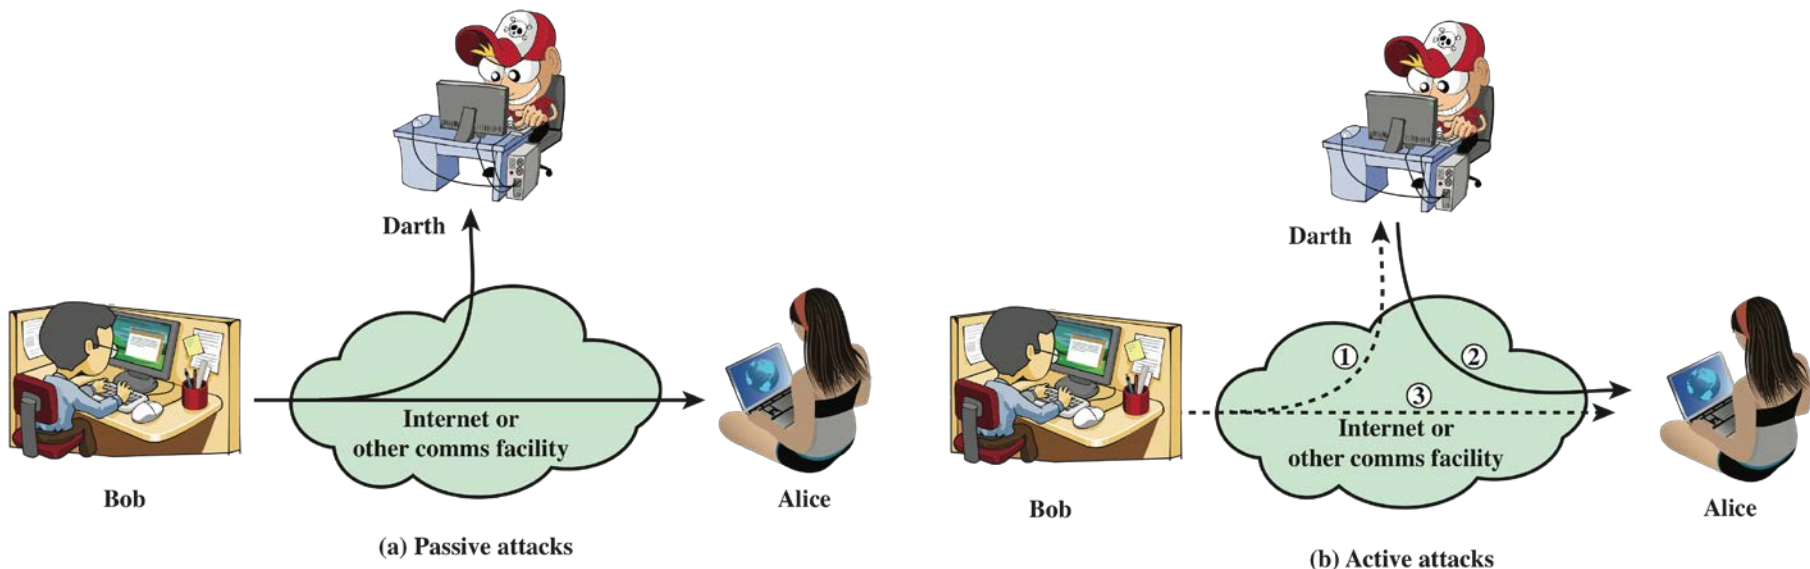 Darth
Internet or
other comms facility
Bob
Alice
(a) Passive attacks
Darth
1
2
3
Internet or
other comms facility
Bob
Alice
(b) Active attacks